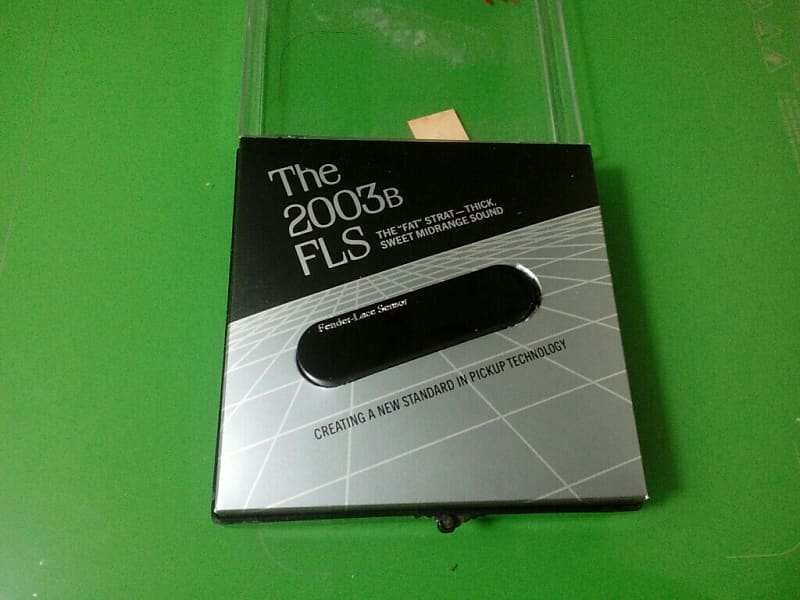 The
2003B
FLS
THE "FAT" STRAT—THICK,
SWEET MIDRANGE SOUND
Fender-Lace Sensor
CREATING A NEW STANDARD IN PICKUP TECHNOLOGY